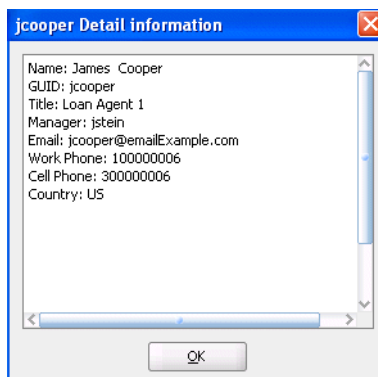 jcooper Detail information
Name: James  Cooper
GUID: jcooper
Title: Loan Agent 1
Manager: jstein
Email: jcooper@emailExample.com
Work Phone: 100000006
Cell Phone: 300000006
Country: US
OK